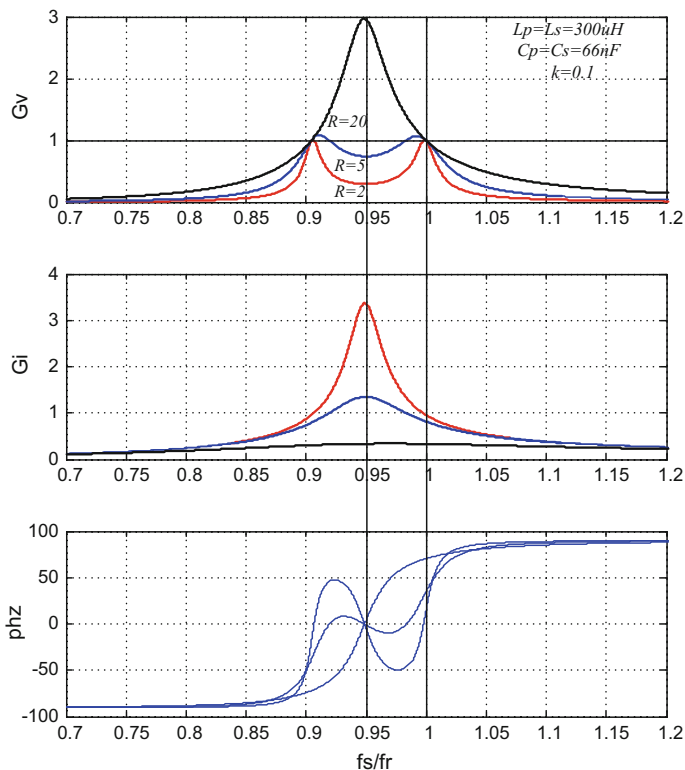 3
2
1
0
Gv
Lp=Ls=300uH
Cp=Cs=66nF
k=0.1
R=20
R=5
R=2
0.7 0.75 0.8 0.85 0.9 0.95 1 1.05 1.1 1.15 1.2
4
3
2
1
0
Gi
0.7 0.75 0.8 0.85 0.9 0.95 1 1.05 1.1 1.15 1.2
100
50
0
-50
-100
phz
0.7 0.75 0.8 0.85 0.9 0.95 1 1.05 1.1 1.15 1.2
fs/fr